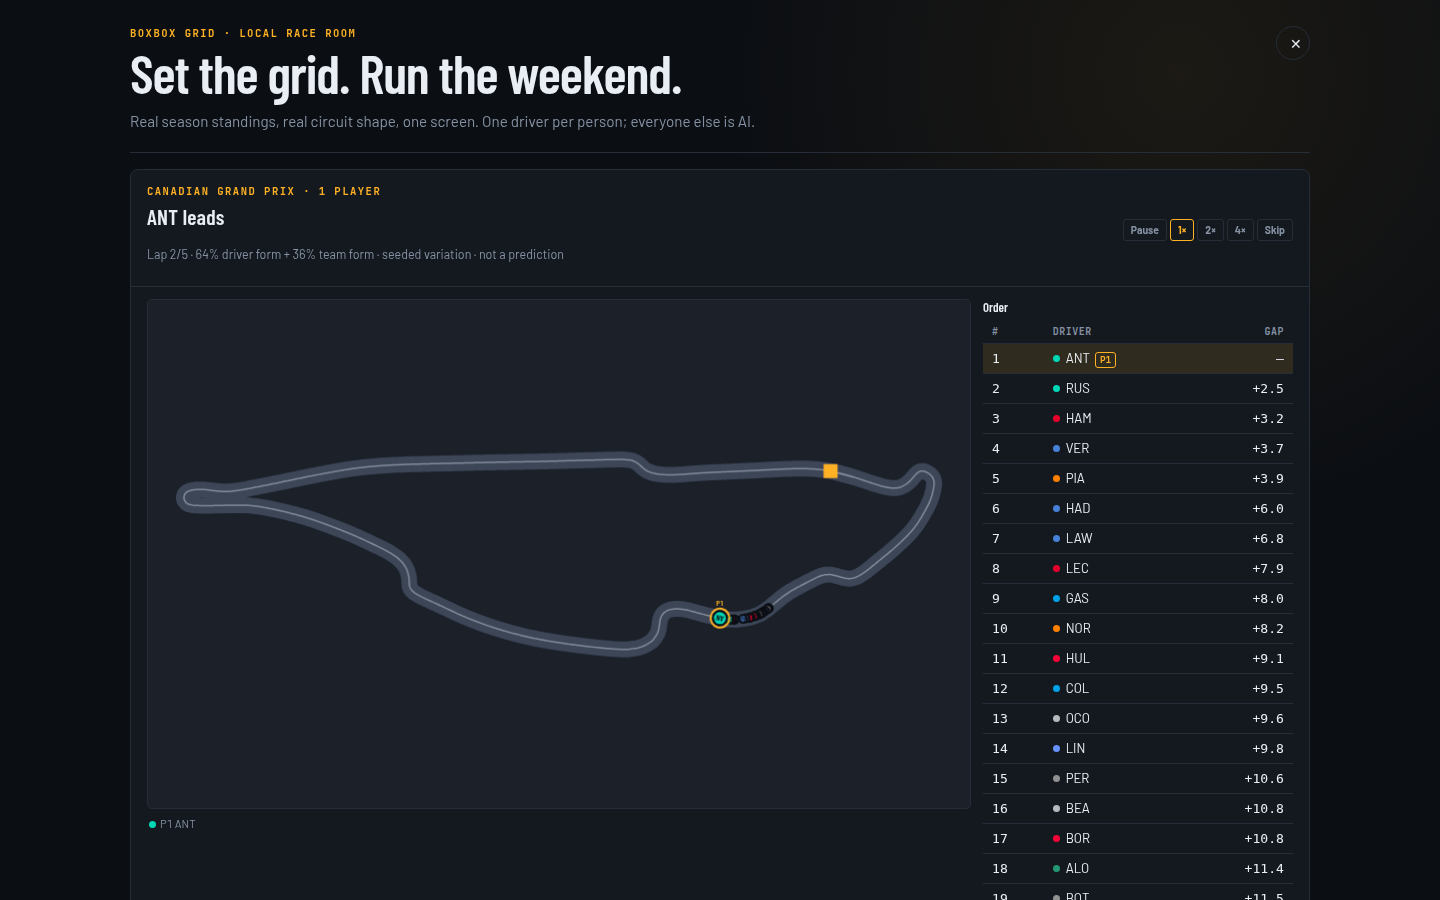 BOXBOX GRID · LOCAL RACE ROOM
Set the grid. Run the weekend.
Real season standings, real circuit shape, one screen. One driver per person; everyone else is AI.
×
CANADIAN GRAND PRIX · 1 PLAYER
ANT leads
Lap 2/5 · 64% driver form + 36% team form · seeded variation · not a prediction
Pause 1× 2× 4× Skip
P1
P1 ANT
Order
# DRIVER GAP
1 ANT P1 —
2 RUS +2.5
3 HAM +3.2
4 VER +3.7
5 PIA +3.9
6 HAD +6.0
7 LAW +6.8
8 LEC +7.9
9 GAS +8.0
10 NOR +8.2
11 HUL +9.1
12 COL +9.5
13 OCO +9.6
14 LIN +9.8
15 PER +10.6
16 BEA +10.8
17 BOR +10.8
18 ALO +11.4
19 BOT +11.5